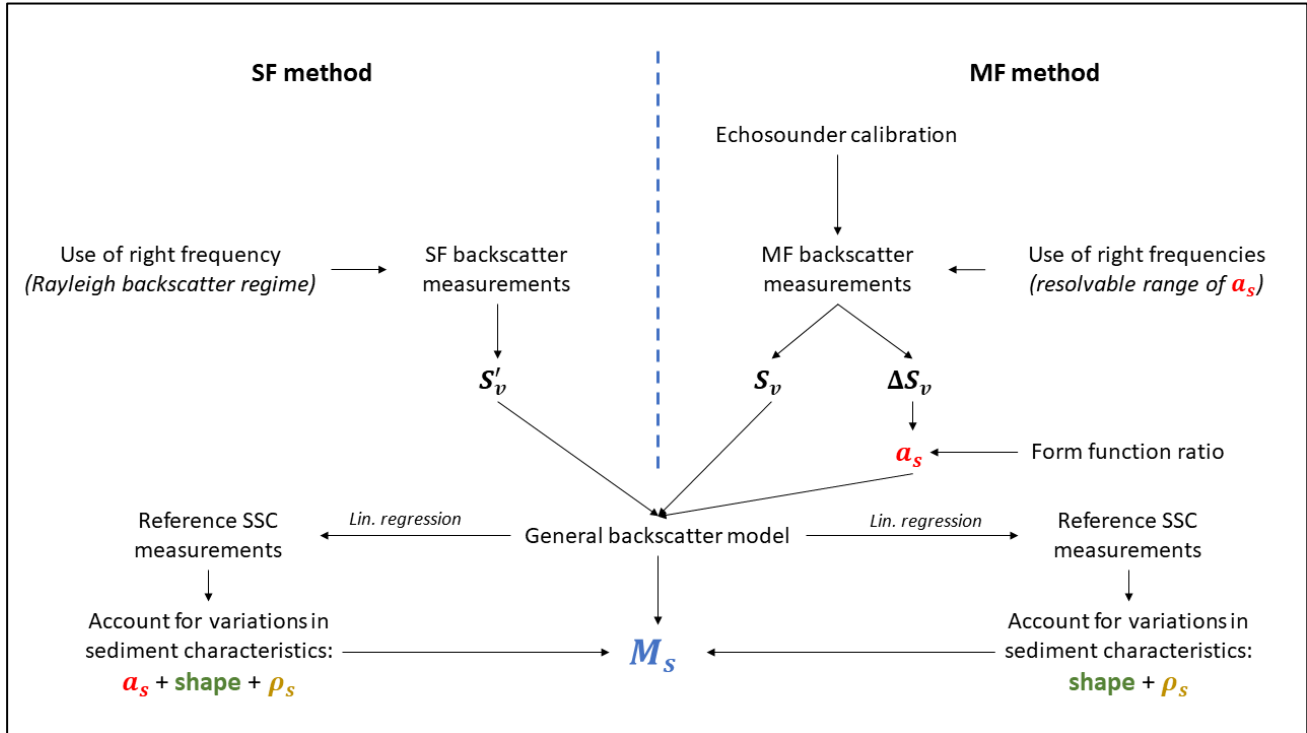 SF method
MF method
Echosounder calibration
Use of right frequency
(Rayleigh backscatter regime)
SF backscatter
measurements
MF backscatter
measurements
Use of right frequencies
(resolvable range of a_s)
S'_v
S_v
ΔS_v
a_s
Form function ratio
Reference SSC
measurements
Lin. regression
General backscatter model
Lin. regression
Reference SSC
measurements
Account for variations in
sediment characteristics:
a_s + shape + ρ_s
M_s
Account for variations in
sediment characteristics:
shape + ρ_s